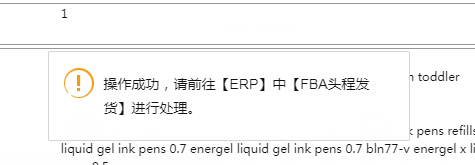 1
操作成功，请前往【ERP】中【FBA头程发
货】进行处理。
toddler
pens refills
liquid gel ink pens 0.7 energel liquid gel ink pens 0.7 bln77-v energel x li